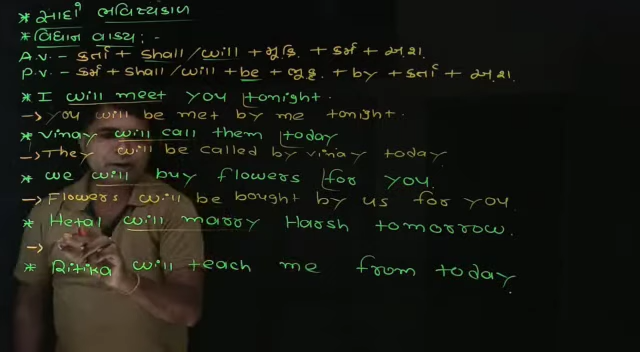 * સાદો ભવિષ્યકાળ
* વિધાન વાક્ય :-
A.V. - કર્તા + shall/will + મૂક્રિ + કર્મ + અ.શ.
P.V. - કર્મ + shall/will + be + ભૂકૃ + by + કર્તા + અ.શ.
* I will meet you tonight.
→ You will be met by me tonight.
* Vinay will call them today
→ They will be called by Vinay today
* We will buy flowers for you.
→ Flowers will be bought by us for you
* Hetal will marry Harsh tomorrow.
→
* Ritika will teach me from today.